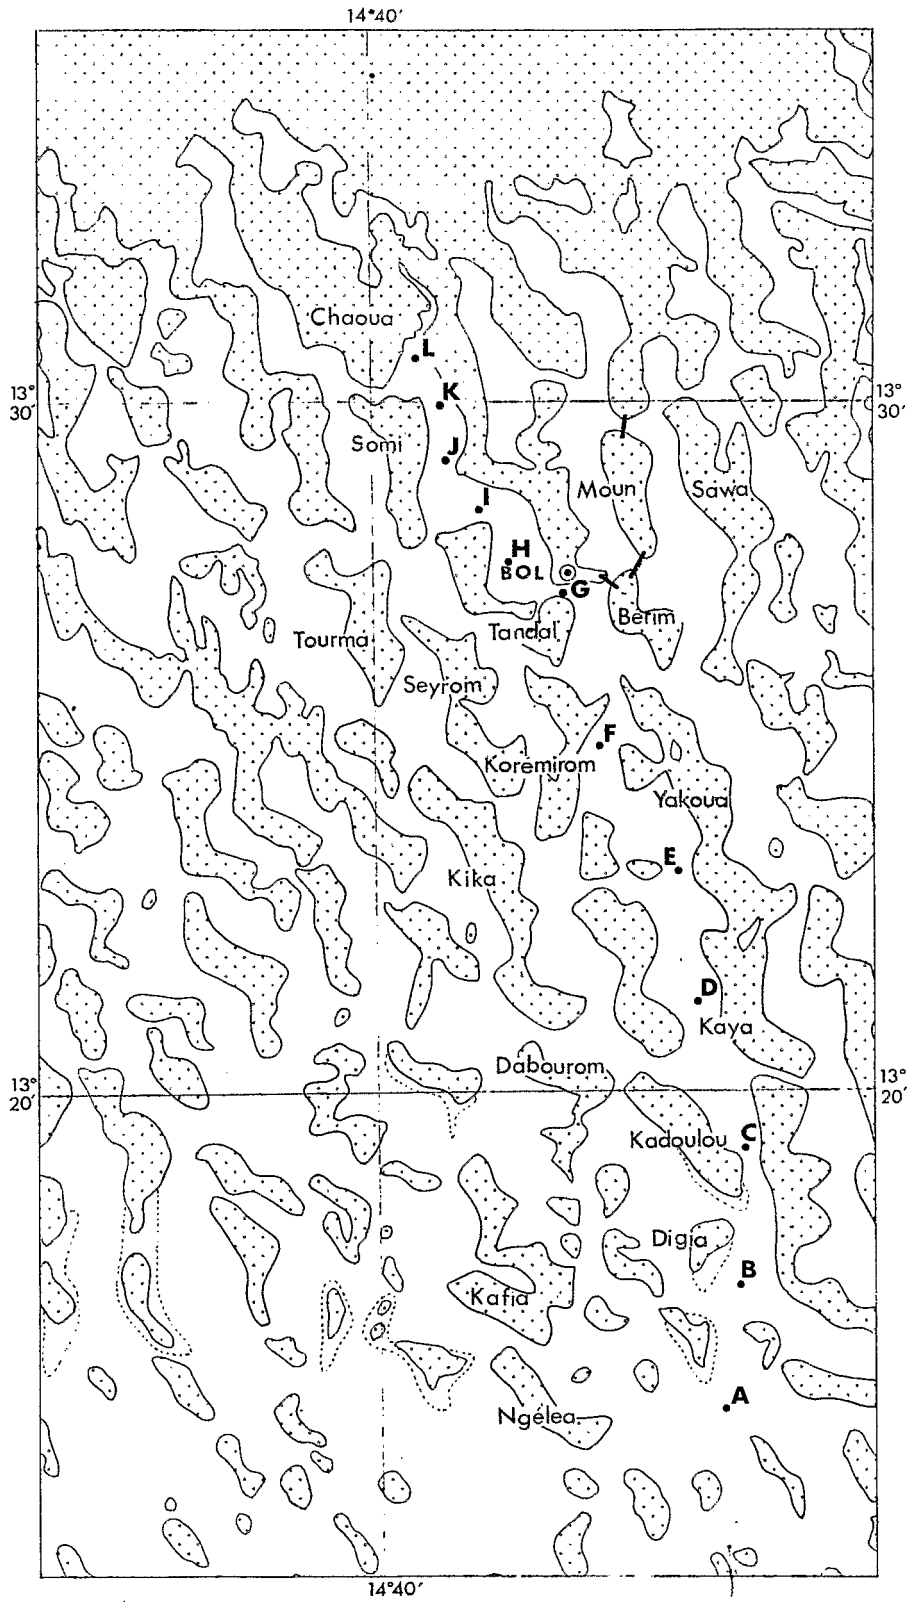 14°40′
Chaoua
L
13°
30′
K
13°
30′
Somi
J
Moun
Sawa
I
H
BOL
G
Tandal
Berim
Tourma
Seyrom
F
Koremirom
Yakoua
E
Kika
D
Kaya
Dabourom
13°
20′
13°
20′
C
Kadoulou
Digia
B
Kafia
A
Ngélea
14°40′